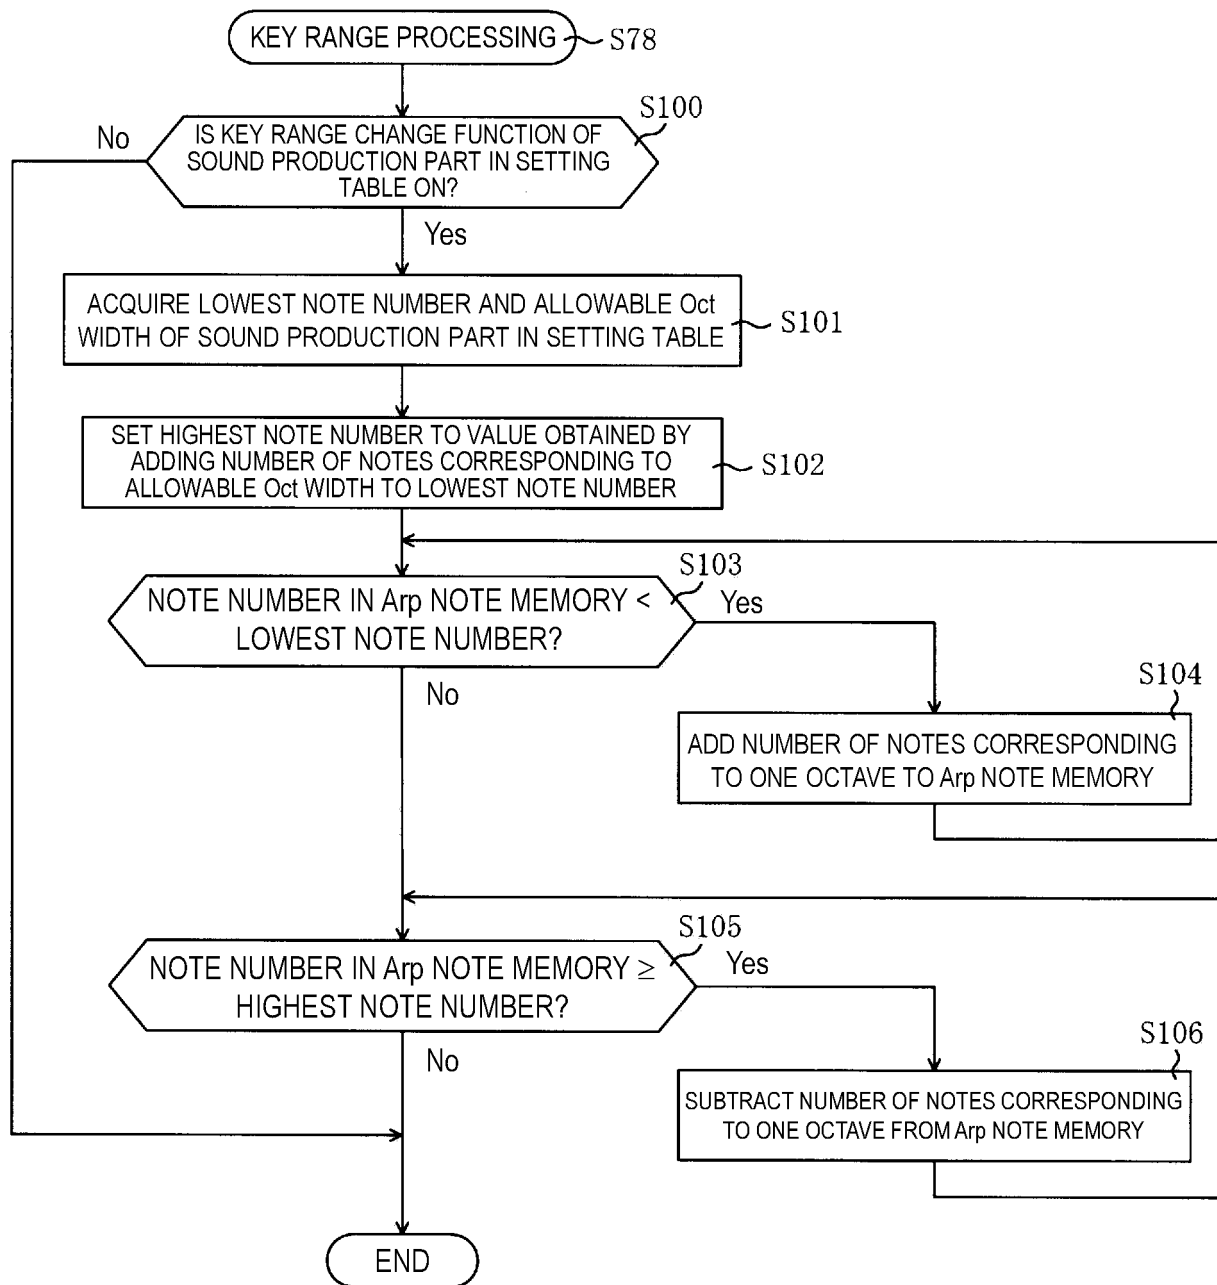 KEY RANGE PROCESSING
S78
S100
No
IS KEY RANGE CHANGE FUNCTION OF
SOUND PRODUCTION PART IN SETTING
TABLE ON?
Yes
ACQUIRE LOWEST NOTE NUMBER AND ALLOWABLE Oct
WIDTH OF SOUND PRODUCTION PART IN SETTING TABLE
S101
SET HIGHEST NOTE NUMBER TO VALUE OBTAINED BY
ADDING NUMBER OF NOTES CORRESPONDING TO
ALLOWABLE Oct WIDTH TO LOWEST NOTE NUMBER
S102
S103
NOTE NUMBER IN Arp NOTE MEMORY <
LOWEST NOTE NUMBER?
Yes
No
S104
ADD NUMBER OF NOTES CORRESPONDING
TO ONE OCTAVE TO Arp NOTE MEMORY
S105
NOTE NUMBER IN Arp NOTE MEMORY ≥
HIGHEST NOTE NUMBER?
Yes
No
S106
SUBTRACT NUMBER OF NOTES CORRESPONDING
TO ONE OCTAVE FROM Arp NOTE MEMORY
END